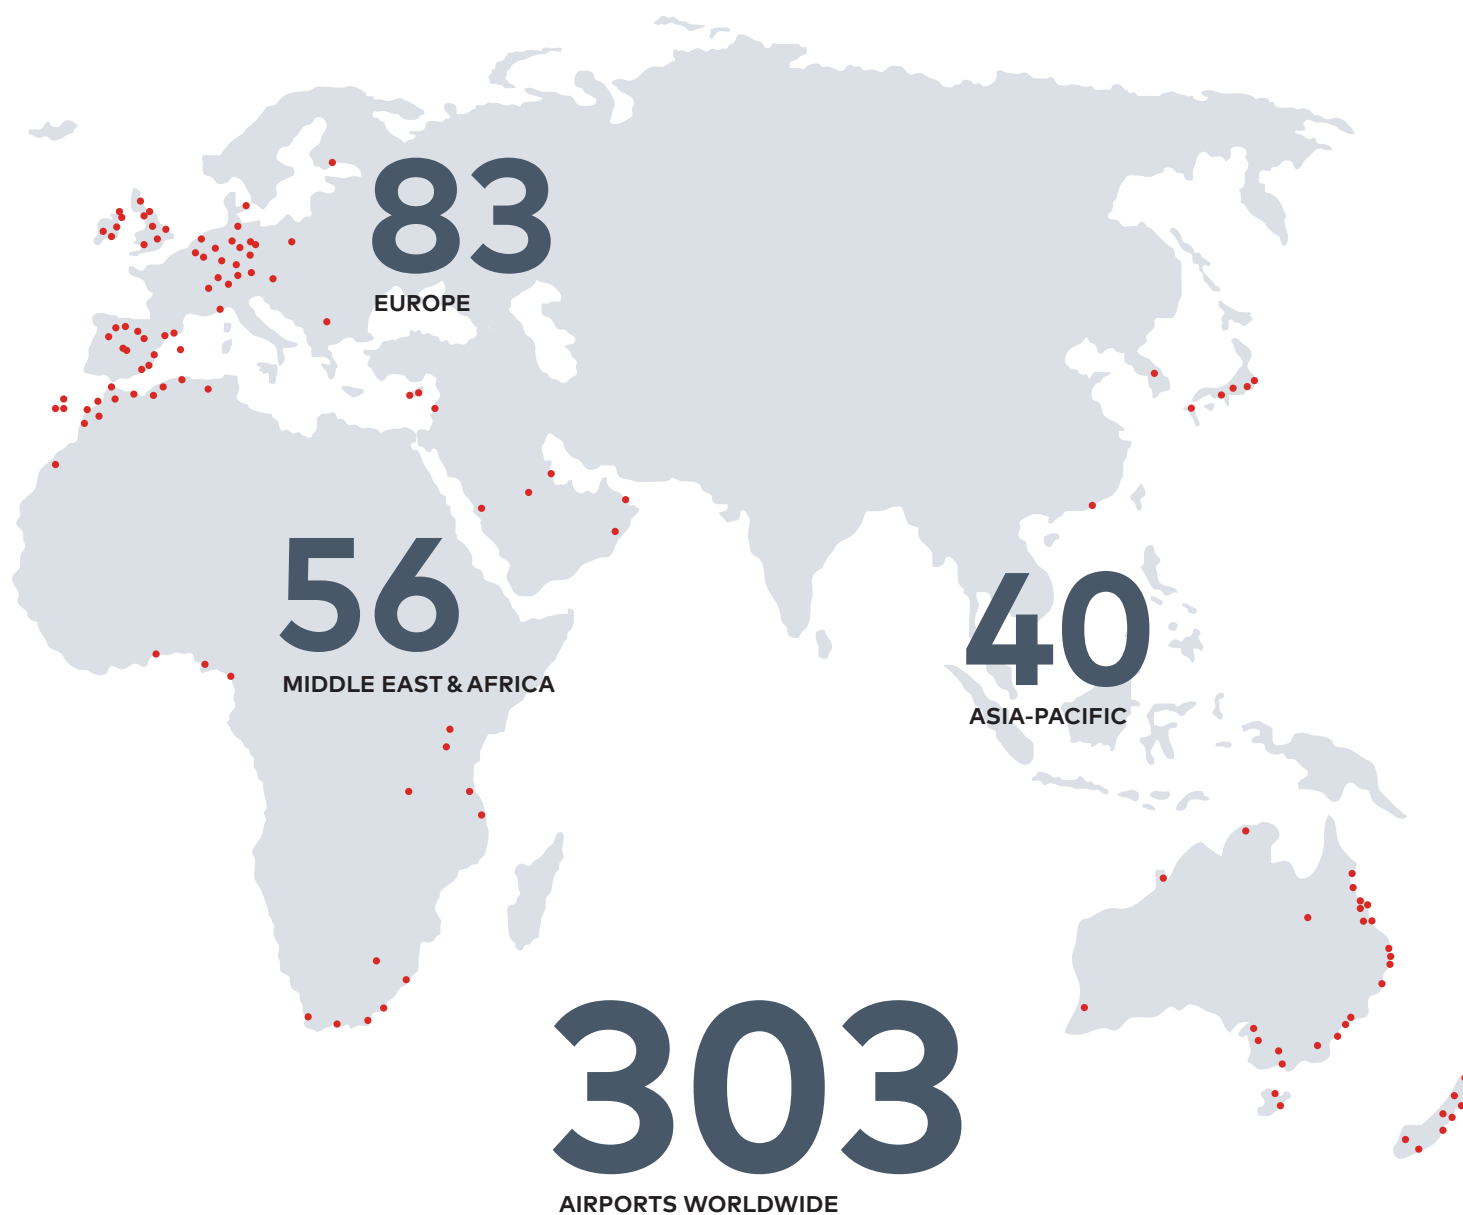 83
EUROPE
56
MIDDLE EAST & AFRICA
40
ASIA-PACIFIC
303
AIRPORTS WORLDWIDE